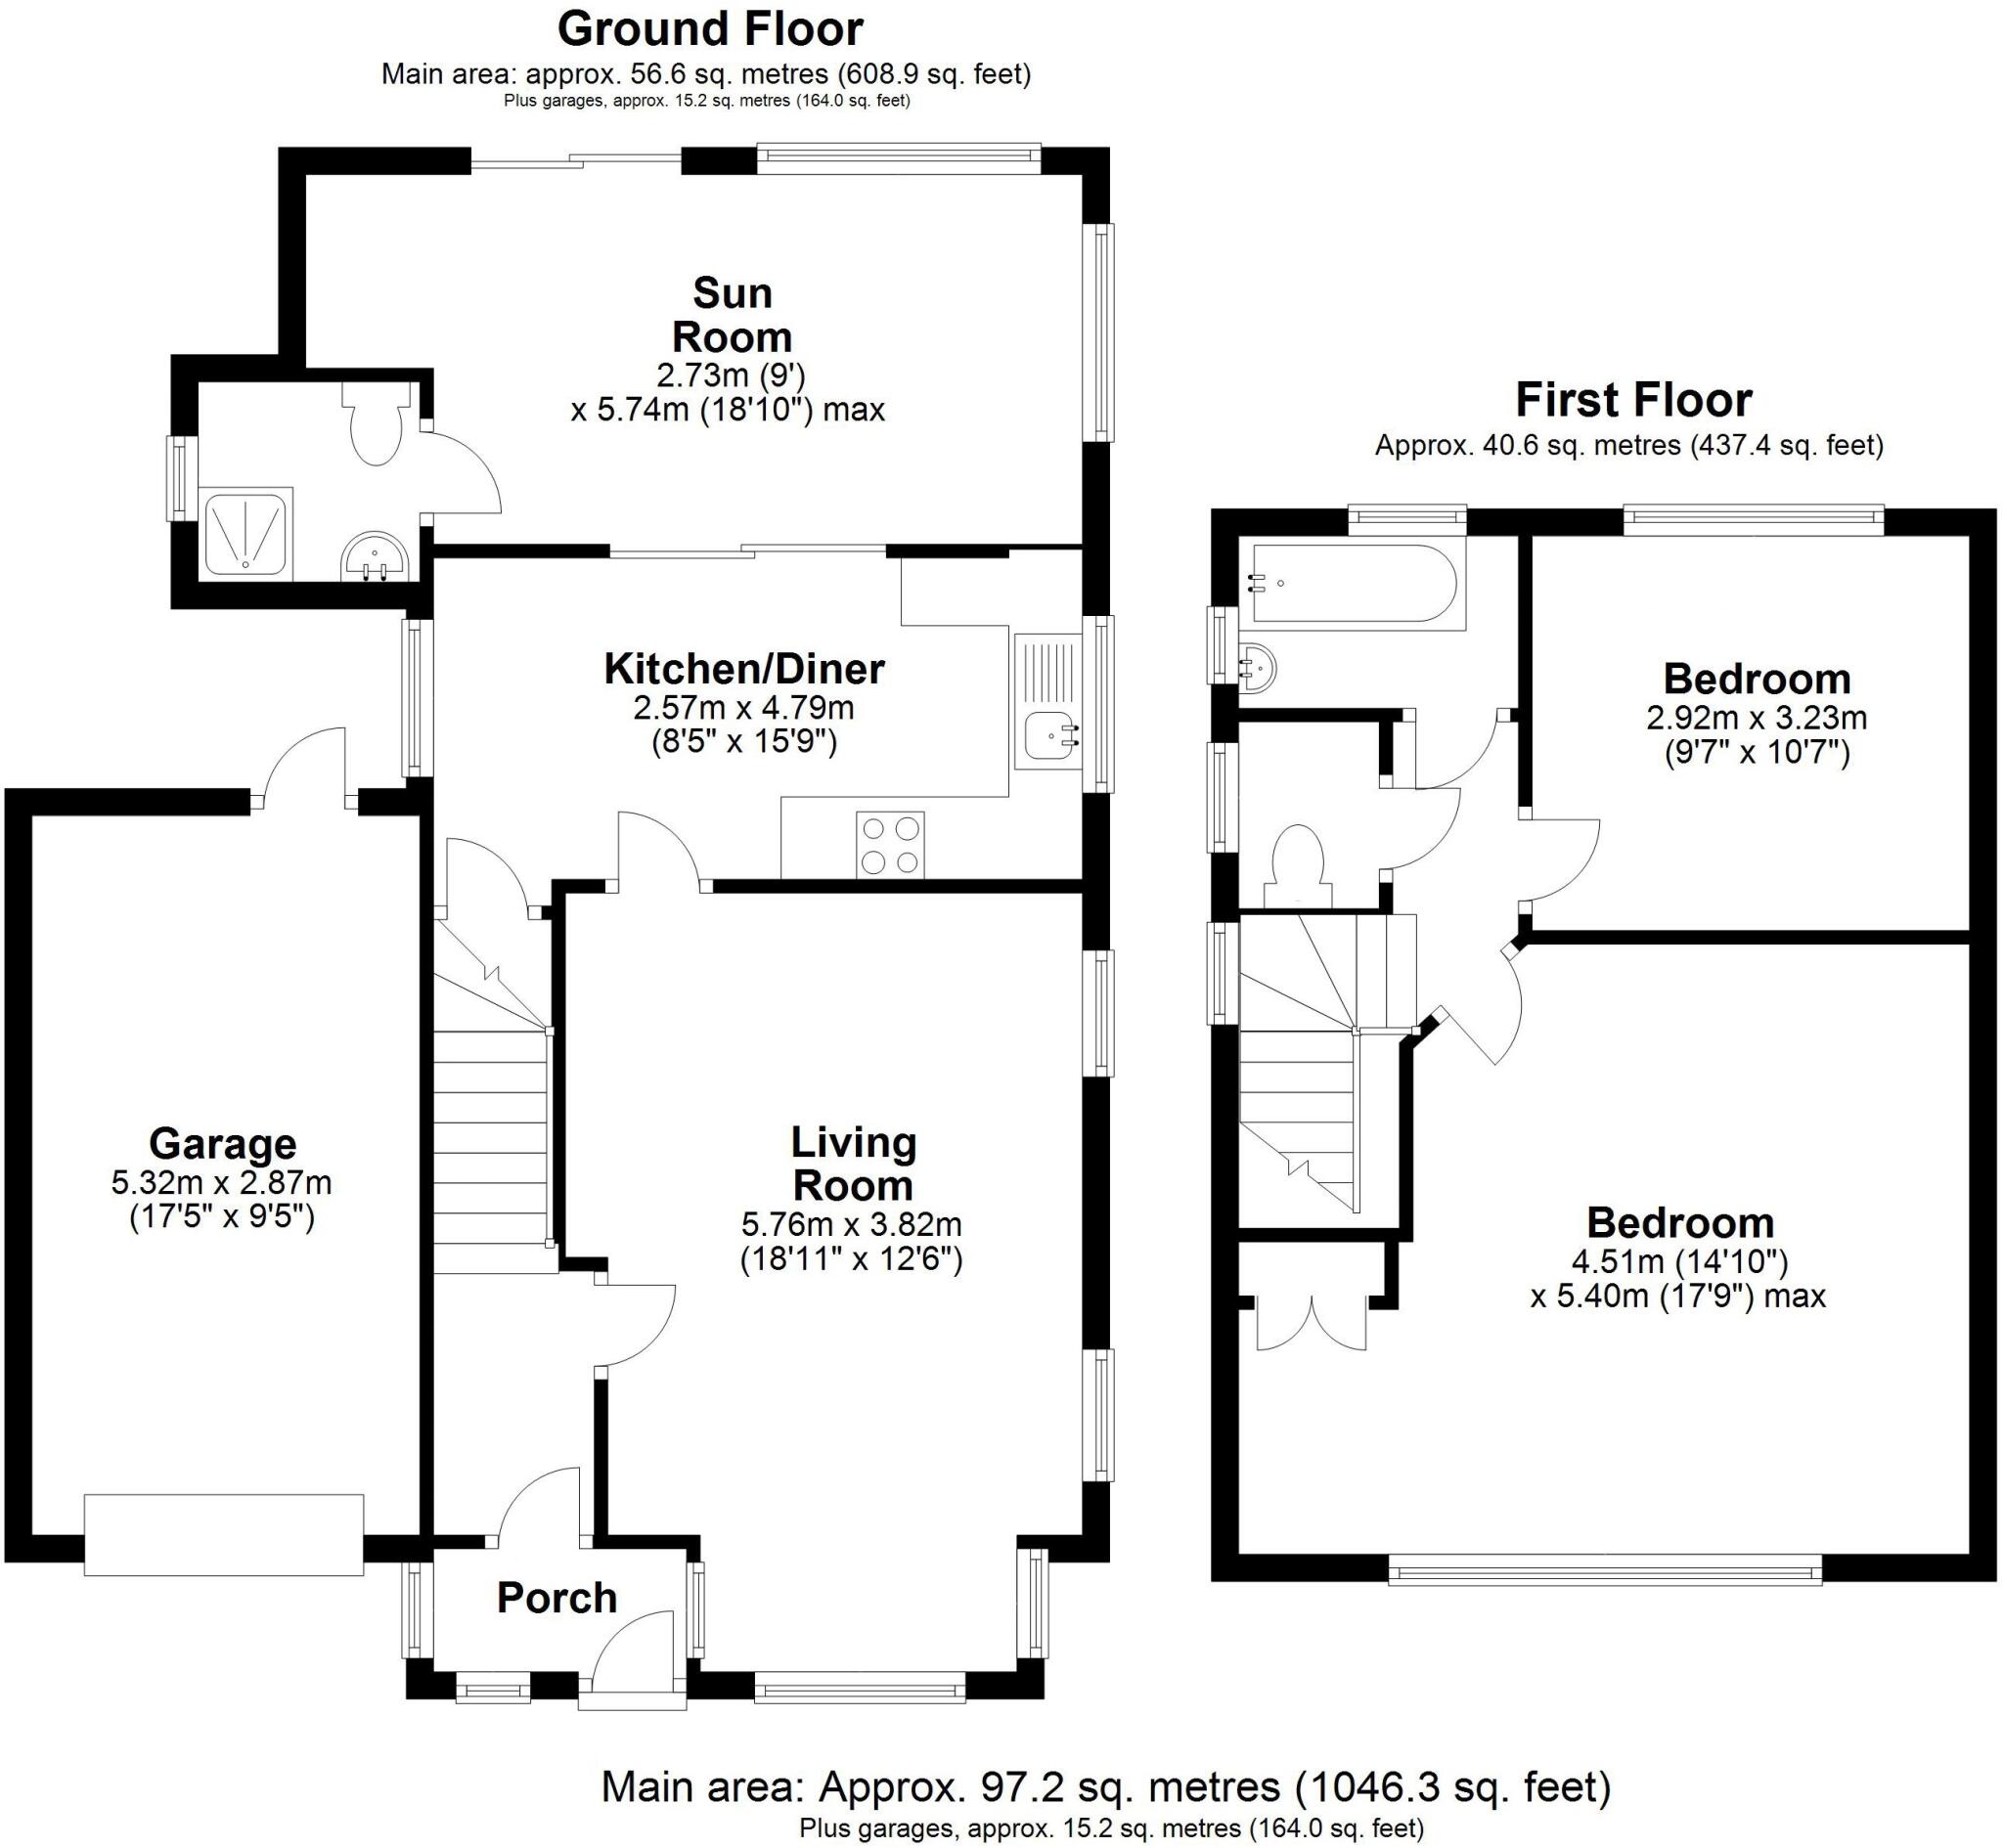 Ground Floor
Main area: approx. 56.6 sq. metres (608.9 sq. feet)
Plus garages, approx. 15.2 sq. metres (164.0 sq. feet)
Sun
Room
2.73m (9')
x 5.74m (18'10") max
Kitchen/Diner
2.57m x 4.79m
(8'5" x 15'9")
Garage
5.32m x 2.87m
(17'5" x 9'5")
Living
Room
5.76m x 3.82m
(18'11" x 12'6")
Porch
First Floor
Approx. 40.6 sq. metres (437.4 sq. feet)
Bedroom
2.92m x 3.23m
(9'7" x 10'7")
Bedroom
4.51m (14'10")
x 5.40m (17'9") max
Main area: Approx. 97.2 sq. metres (1046.3 sq. feet)
Plus garages, approx. 15.2 sq. metres (164.0 sq. feet)